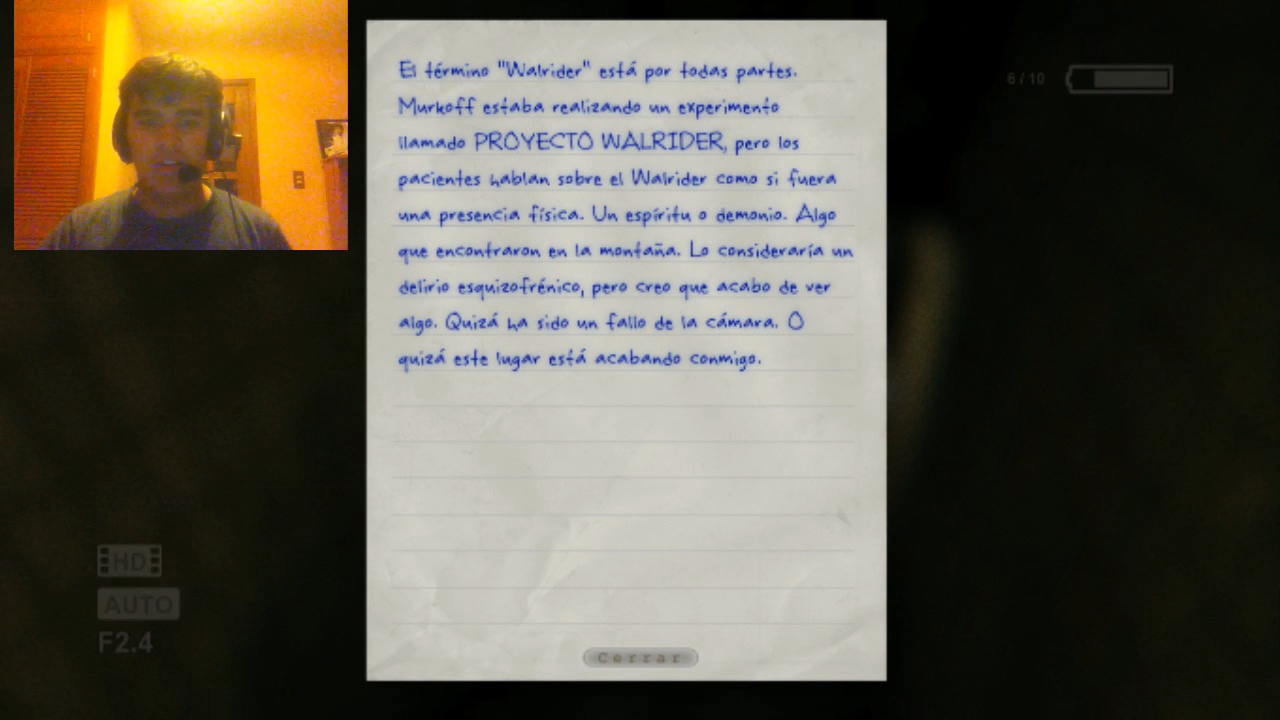 El término "Walrider" está por todas partes.
Murkoff estaba realizando un experimento
llamado PROYECTO WALRIDER, pero los
pacientes hablan sobre el Walrider como si fuera
una presencia física. Un espíritu o demonio. Algo
que encontraron en la montaña. Lo consideraría un
delirio esquizofrénico, pero creo que acabo de ver
algo. Quizá ha sido un fallo de la cámara. O
quizá este lugar está acabando conmigo.
Cerrar
6/10
HD
AUTO
F2.4